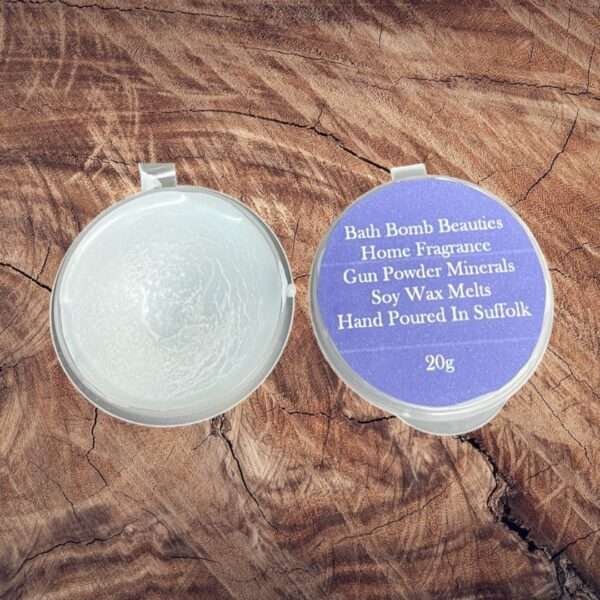 Bath Bomb Beauties
Home Fragrance
Gun Powder Minerals
Soy Wax Melts
Hand Poured In Suffolk
20g